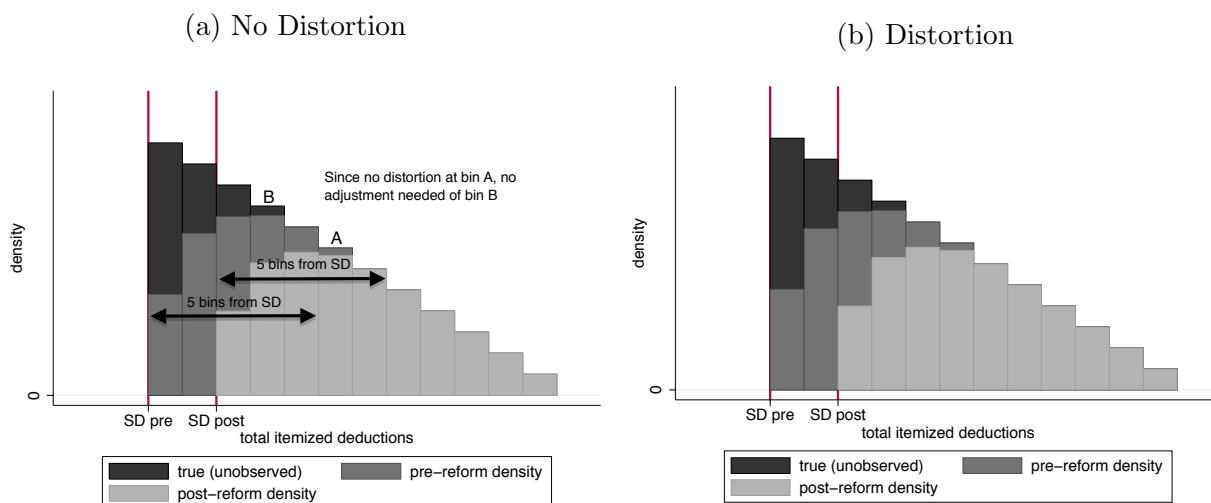 (a) No Distortion
Since no distortion at bin A, no
adjustment needed of bin B
B
A
5 bins from SD
5 bins from SD
density
0
SD pre
SD post
total itemized deductions
true (unobserved)
pre−reform density
post−reform density
(b) Distortion
density
0
SD pre
SD post
total itemized deductions
true (unobserved)
pre−reform density
post−reform density